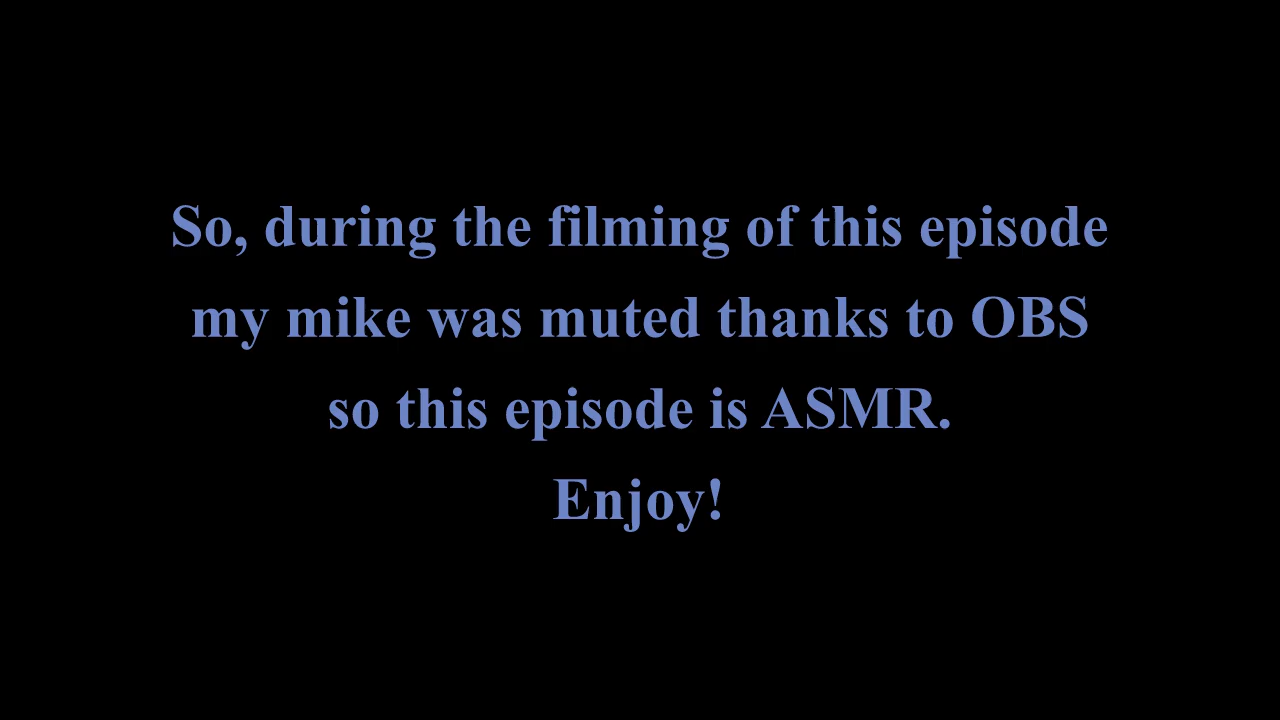 So, during the filming of this episode
my mike was muted thanks to OBS
so this episode is ASMR.
Enjoy!